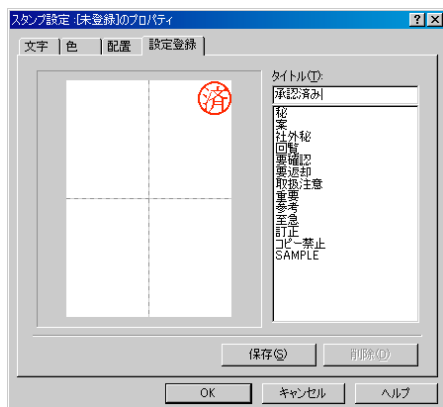 スタンプ設定 :[未登録]のプロパティ
文字 色 配置 設定登録
済
タイトル(T):
承認済み
秘
案
社外秘
回覧
要確認
要返却
取扱注意
重要
参考
至急
訂正
コピー禁止
SAMPLE
保存(S) 削除(D)
OK キャンセル ヘルプ